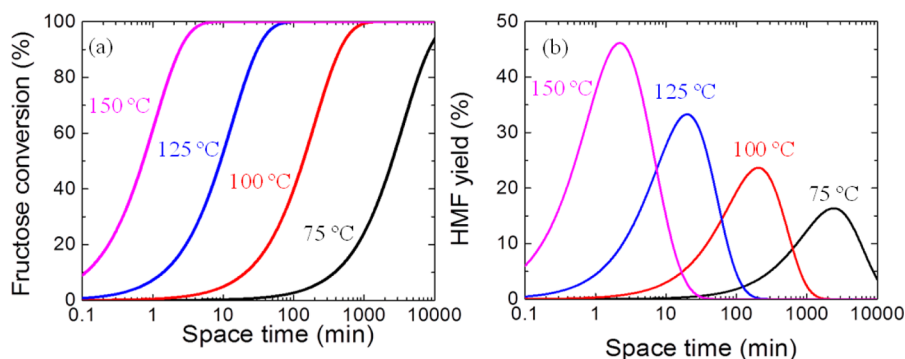 (a)
Fructose conversion (%)
100
80
60
40
20
0
150 °C
125 °C
100 °C
75 °C
0.1 1 10 100 1000 10000
Space time (min)
(b)
HMF yield (%)
50
40
30
20
10
0
150 °C
125 °C
100 °C
75 °C
0.1 1 10 100 1000 10000
Space time (min)